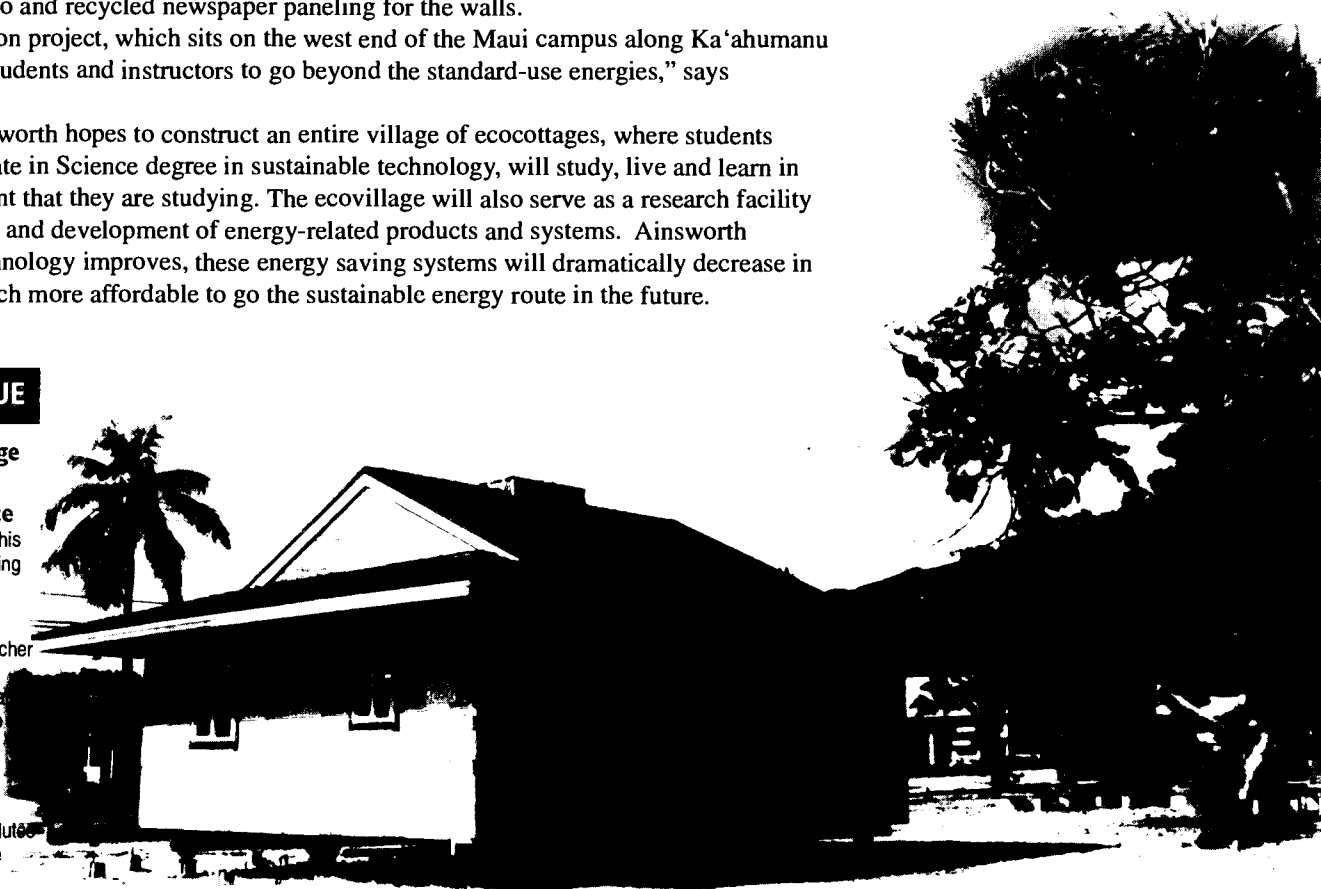 o and recycled newspaper paneling for the walls.
on project, which sits on the west end of the Maui campus along Ka‘ahumanu
udents and instructors to go beyond the standard-use energies,” says
worth hopes to construct an entire village of ecocottages, where students
te in Science degree in sustainable technology, will study, live and learn in
nt that they are studying. The ecovillage will also serve as a research facility
and development of energy-related products and systems. Ainsworth
nology improves, these energy saving systems will dramatically decrease in
ch more affordable to go the sustainable energy route in the future.
UE
ge
ce
his
ing
cher